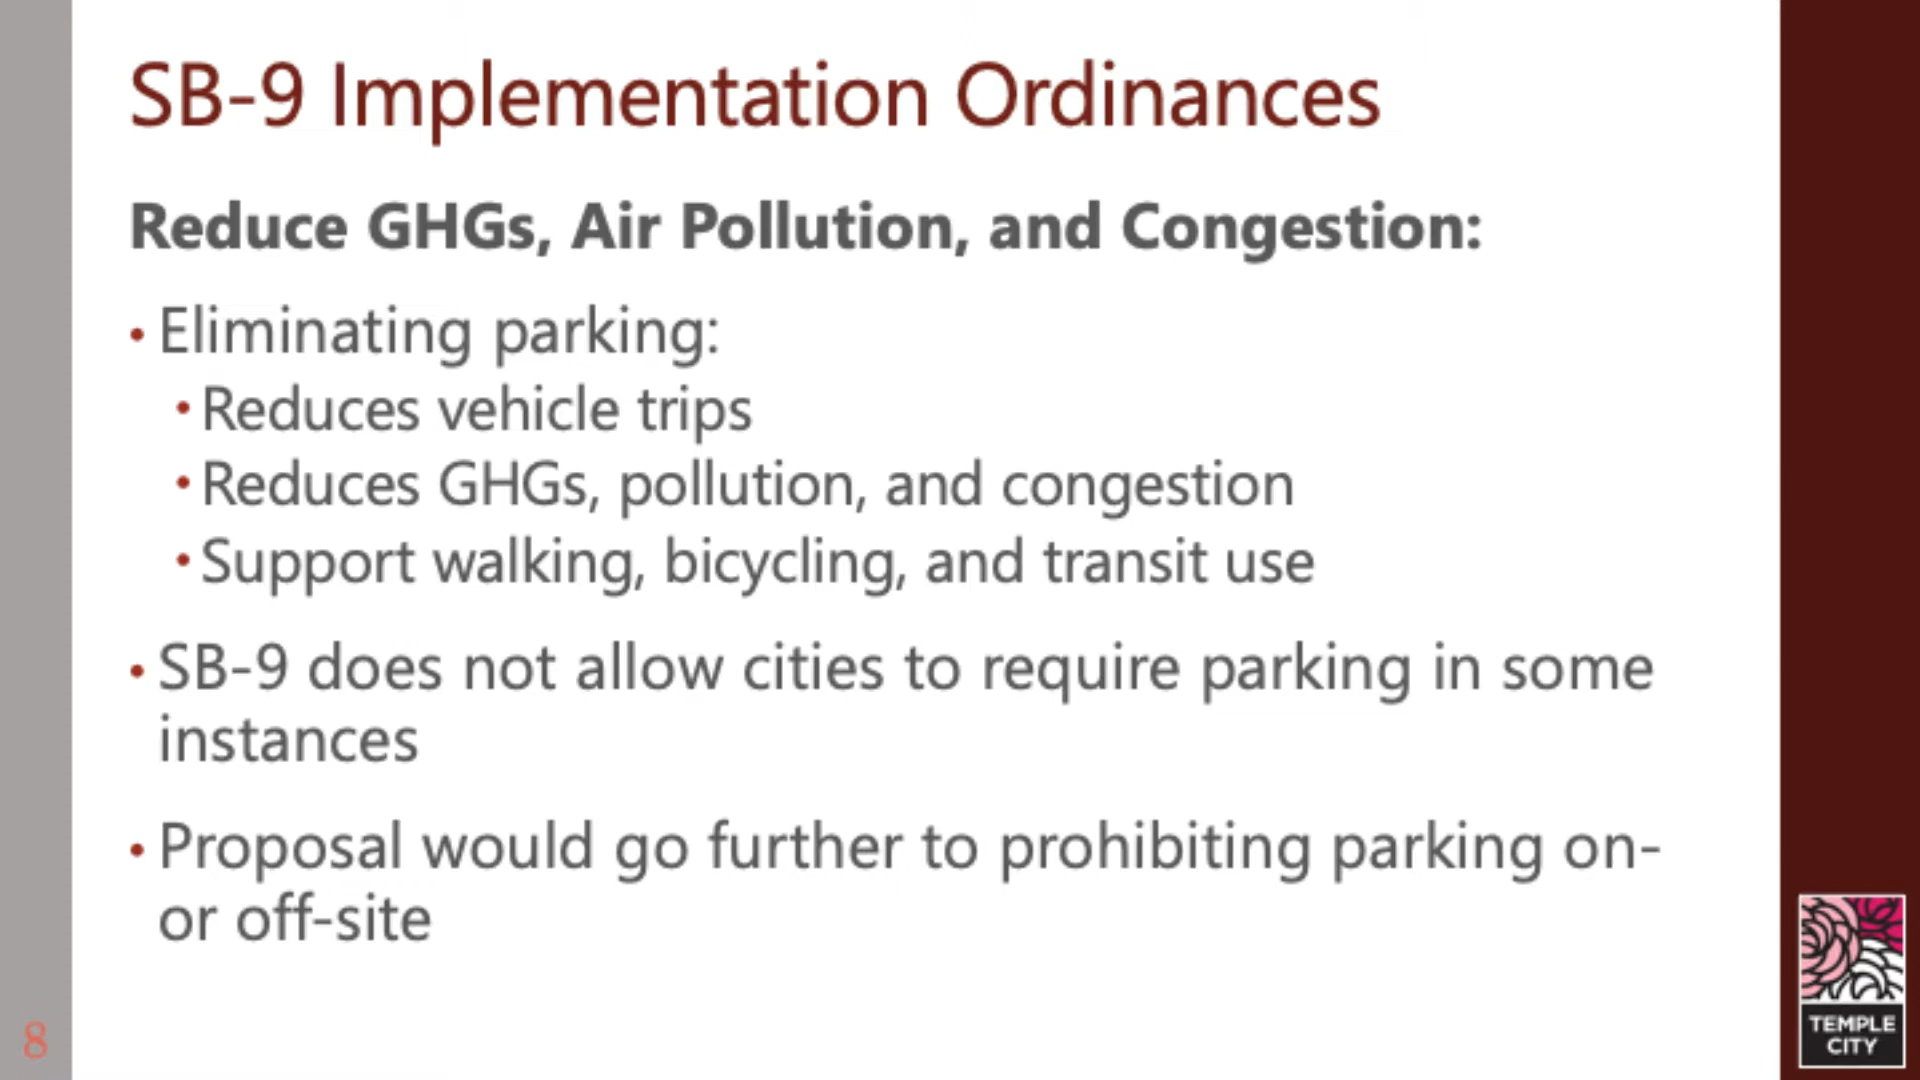 SB-9 Implementation Ordinances
Reduce GHGs, Air Pollution, and Congestion:
• Eliminating parking:
• Reduces vehicle trips
• Reduces GHGs, pollution, and congestion
• Support walking, bicycling, and transit use
• SB-9 does not allow cities to require parking in some
instances
• Proposal would go further to prohibiting parking on-
or off-site
8
TEMPLE
CITY